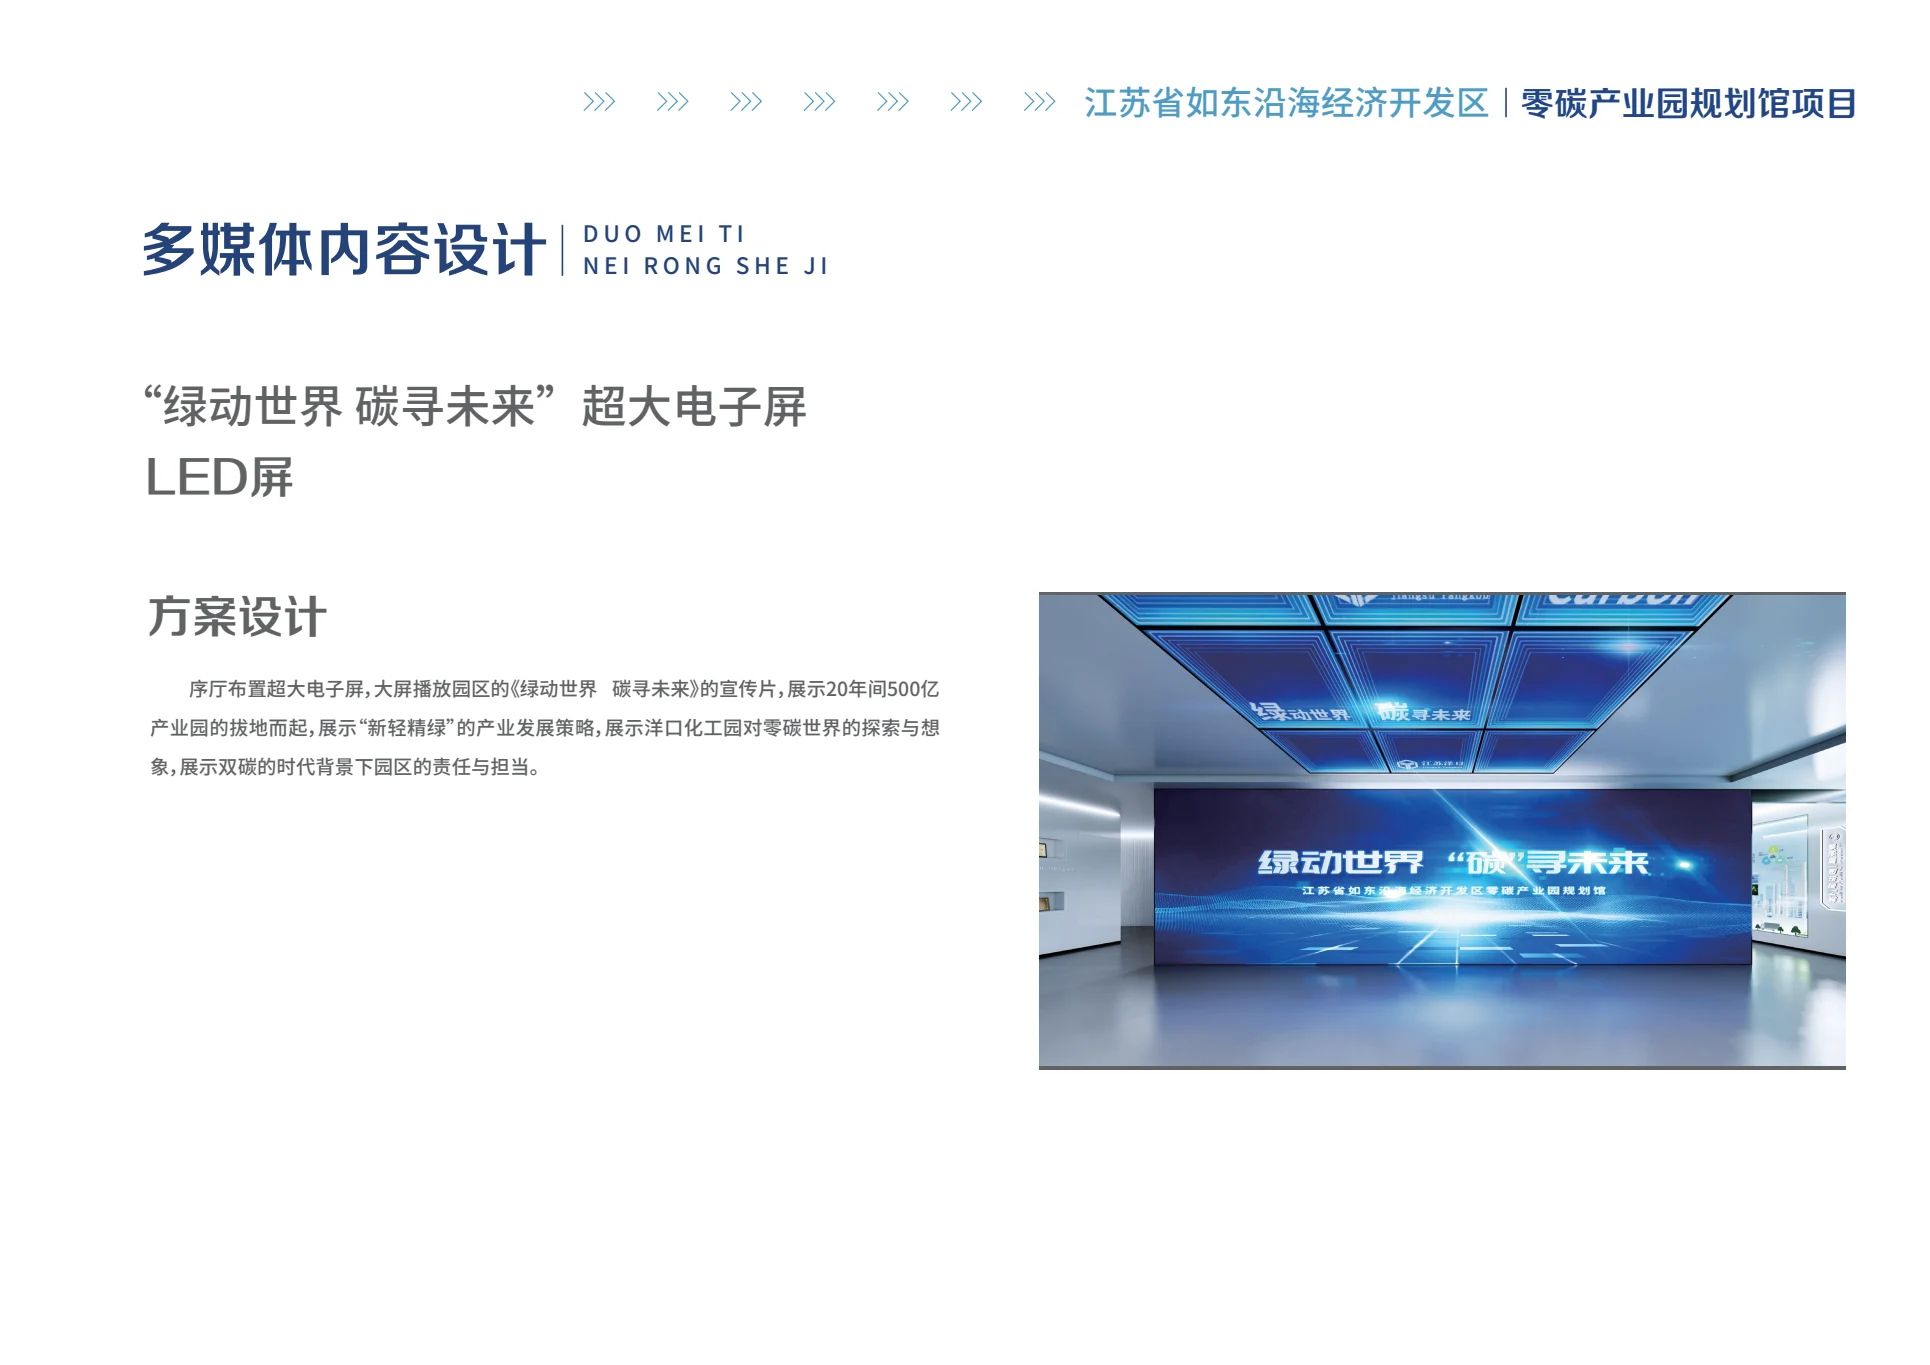 江苏省如东沿海经济开发区｜零碳产业园规划馆项目
多媒体内容设计
DUO MEI TI
NEI RONG SHE JI
“绿动世界 碳寻未来” 超大电子屏
LED屏
方案设计
序厅布置超大电子屏，大屏播放园区的《绿动世界 碳寻未来》的宣传片，展示20年间500亿
产业园的拔地而起，展示“新轻精绿”的产业发展策略，展示洋口化工园对零碳世界的探索与想
象，展示双碳的时代背景下园区的责任与担当。
Carbon
绿动世界 碳寻未来
江苏洋口
绿动世界 “碳”寻未来
江苏省如东沿海经济开发区零碳产业园规划馆